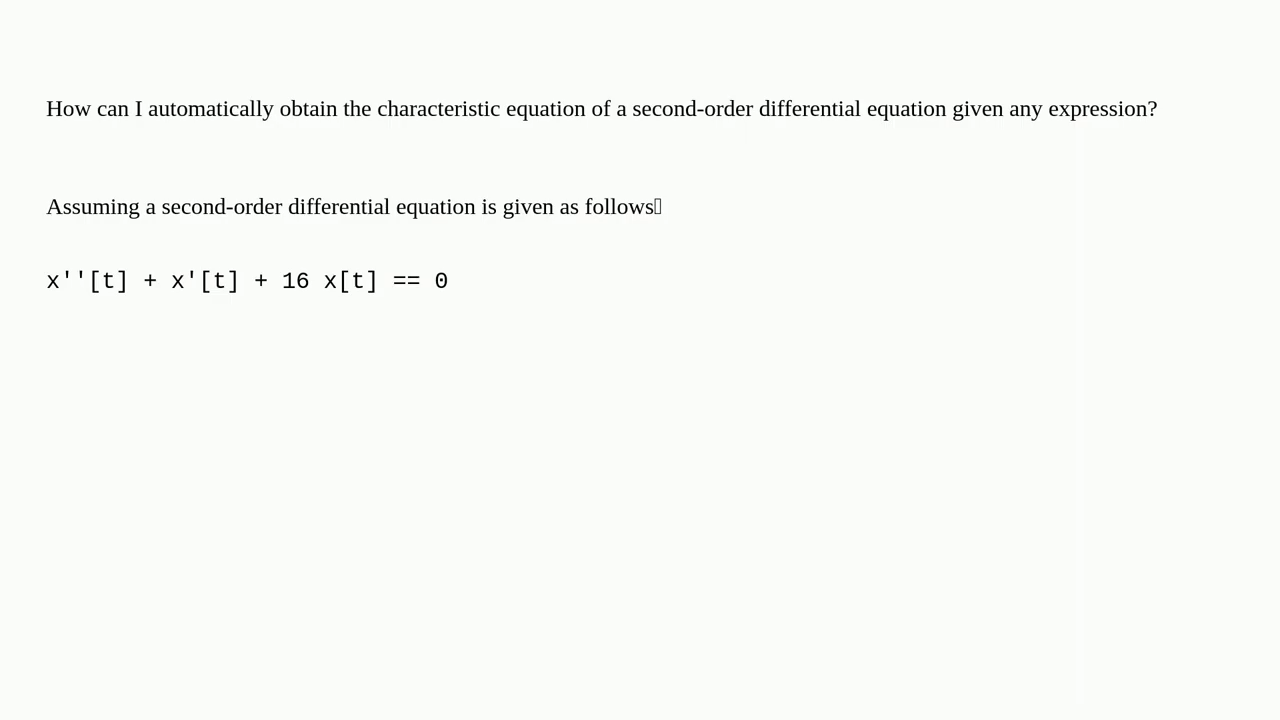 How can I automatically obtain the characteristic equation of a second-order differential equation given any expression?
Assuming a second-order differential equation is given as follows
x''[t] + x'[t] + 16 x[t] == 0